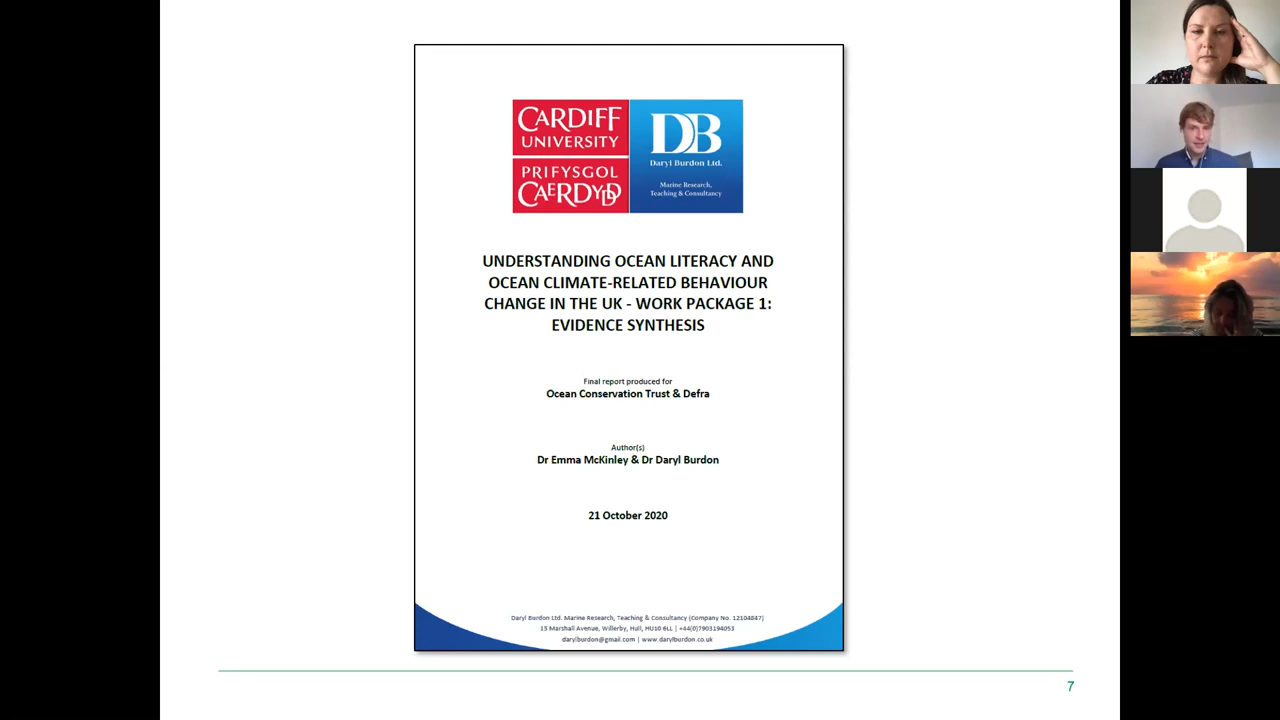 CARDIFF
UNIVERSITY
PRIFYSGOL
CAERDYDD
DB
Daryl Burdon Ltd.
Marine Research,
Teaching & Consultancy
UNDERSTANDING OCEAN LITERACY AND
OCEAN CLIMATE-RELATED BEHAVIOUR
CHANGE IN THE UK - WORK PACKAGE 1:
EVIDENCE SYNTHESIS
Final report produced for
Ocean Conservation Trust & Defra
Author(s)
Dr Emma McKinley & Dr Daryl Burdon
21 October 2020
Daryl Burdon Ltd. Marine Research, Teaching & Consultancy (Company No. 12104847)
15 Marshall Avenue, Willerby, Hull, HU10 6LL | +44(0)7903194053
darylburdon@gmail.com | www.darylburdon.co.uk
7